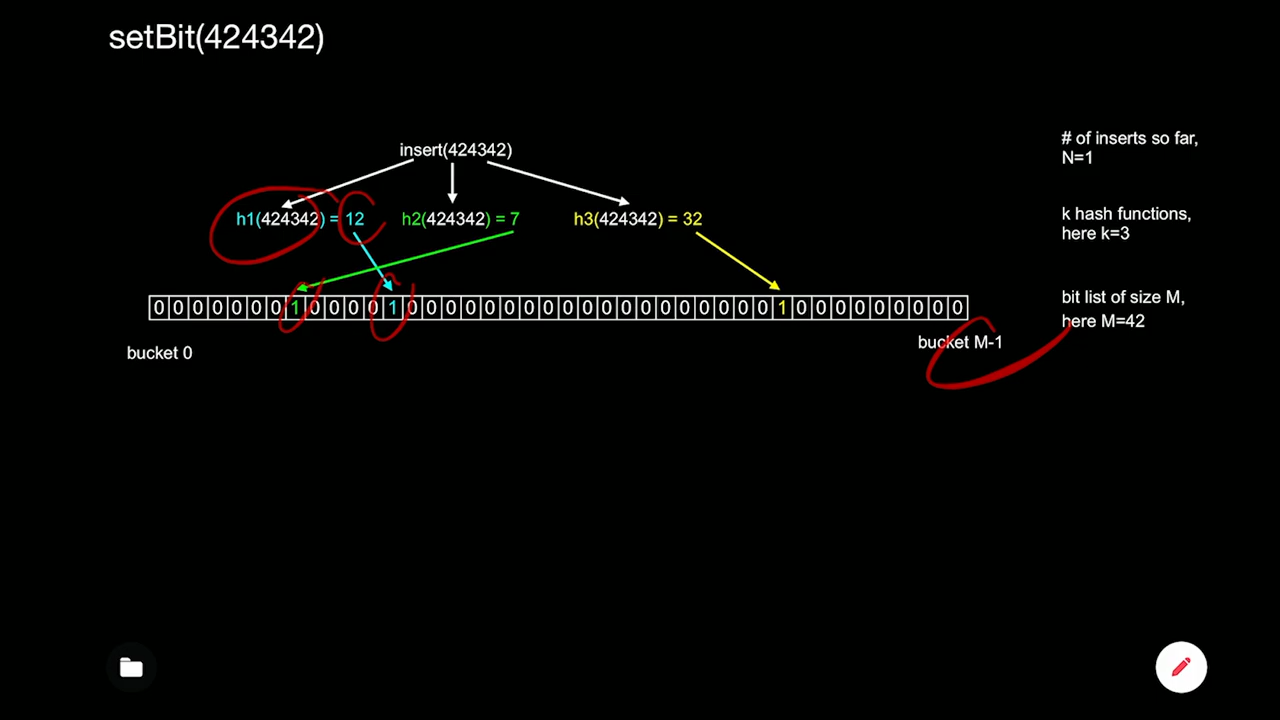 setBit(424342)
insert(424342)
# of inserts so far,
N=1
h1(424342) = 12 h2(424342) = 7 h3(424342) = 32
k hash functions,
here k=3
0 0 0 0 0 0 0 1 0 0 0 0 1 0 0 0 0 0 0 0 0 0 0 0 0 0 0 0 0 0 0 0 1 0 0 0 0 0 0 0 0 0
bit list of size M,
here M=42
bucket 0
bucket M-1